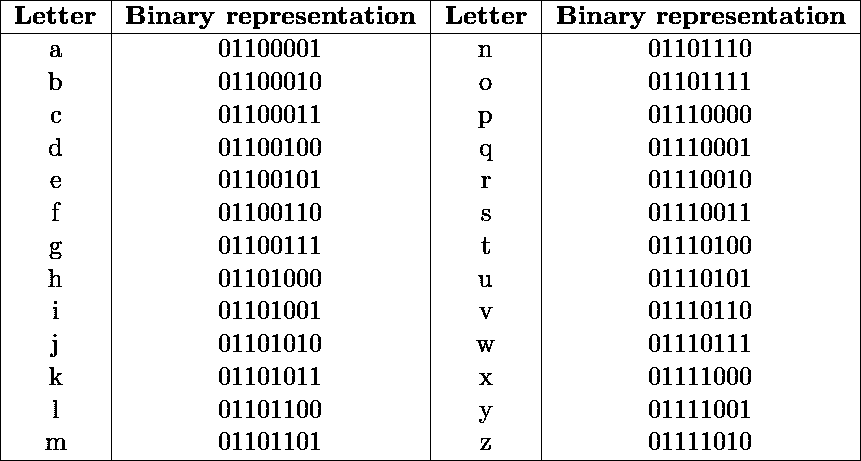 Letter Binary representation Letter Binary representation
a 01100001 n 01101110
b 01100010 o 01101111
c 01100011 p 01110000
d 01100100 q 01110001
e 01100101 r 01110010
f 01100110 s 01110011
g 01100111 t 01110100
h 01101000 u 01110101
i 01101001 v 01110110
j 01101010 w 01110111
k 01101011 x 01111000
l 01101100 y 01111001
m 01101101 z 01111010